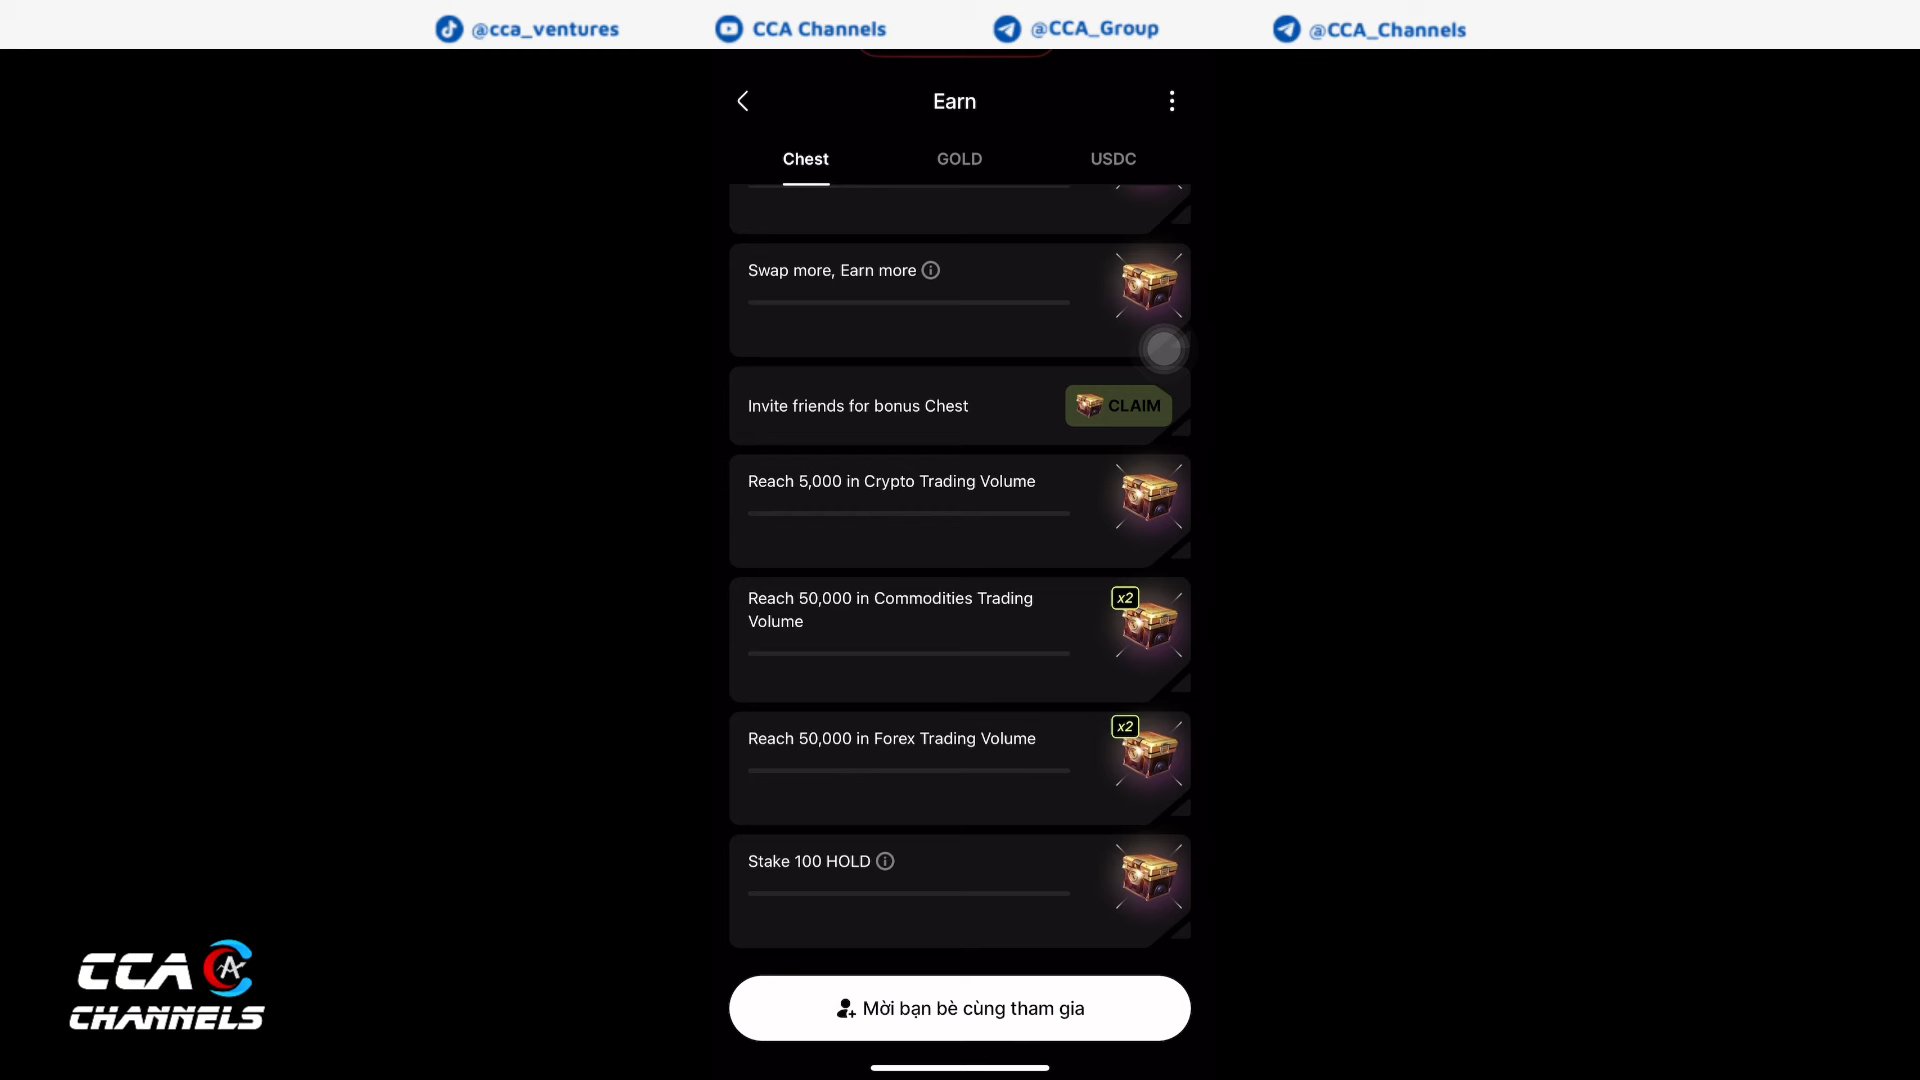 @cca_ventures
CCA Channels
@CCA_Group
@CCA_Channels
Earn
Chest
GOLD
USDC
Swap more, Earn more
Invite friends for bonus Chest
CLAIM
Reach 5,000 in Crypto Trading Volume
Reach 50,000 in Commodities Trading
Volume
x2
Reach 50,000 in Forex Trading Volume
x2
Stake 100 HOLD
Mời bạn bè cùng tham gia
CCA
CHANNELS